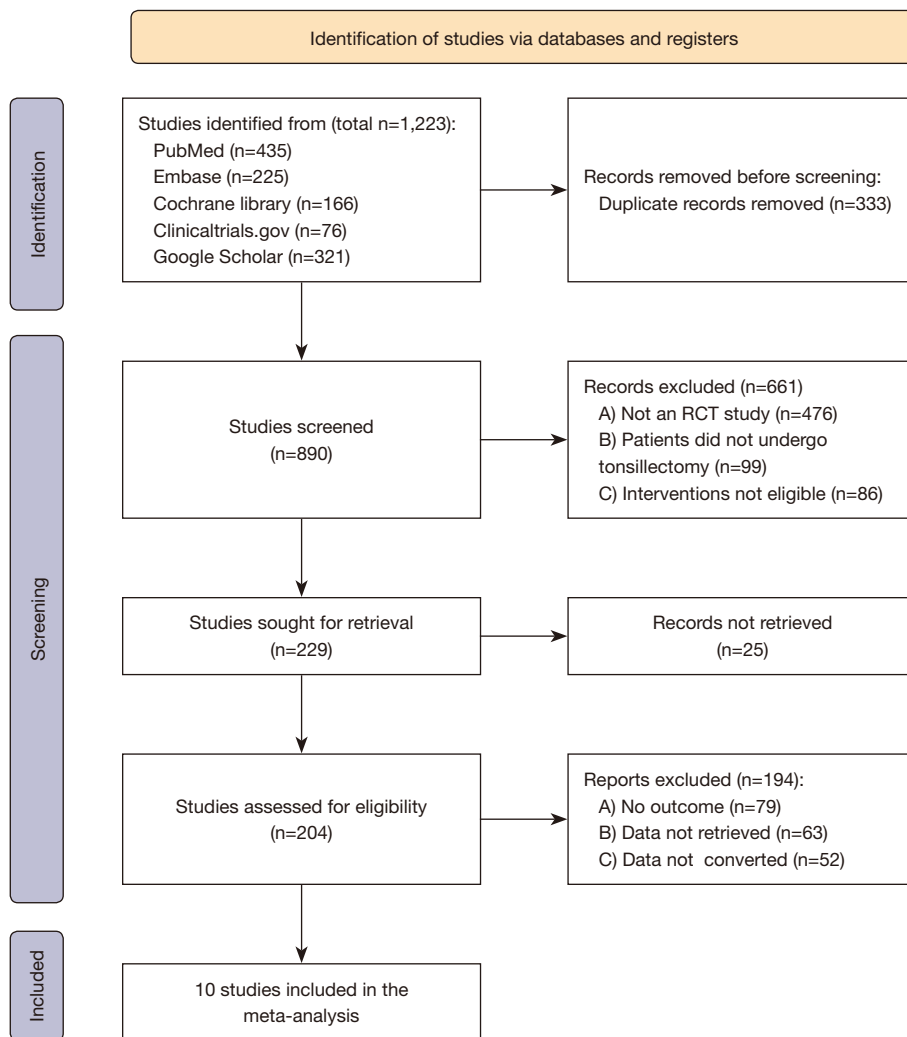 Identification of studies via databases and registers
Identification
Studies identified from (total n=1,223):
PubMed (n=435)
Embase (n=225)
Cochrane library (n=166)
Clinicaltrials.gov (n=76)
Google Scholar (n=321)
Records removed before screening:
Duplicate records removed (n=333)
Screening
Studies screened
(n=890)
Records excluded (n=661)
A) Not an RCT study (n=476)
B) Patients did not undergo
tonsillectomy (n=99)
C) Interventions not eligible (n=86)
Studies sought for retrieval
(n=229)
Records not retrieved
(n=25)
Studies assessed for eligibility
(n=204)
Reports excluded (n=194):
A) No outcome (n=79)
B) Data not retrieved (n=63)
C) Data not converted (n=52)
Included
10 studies included in the
meta-analysis